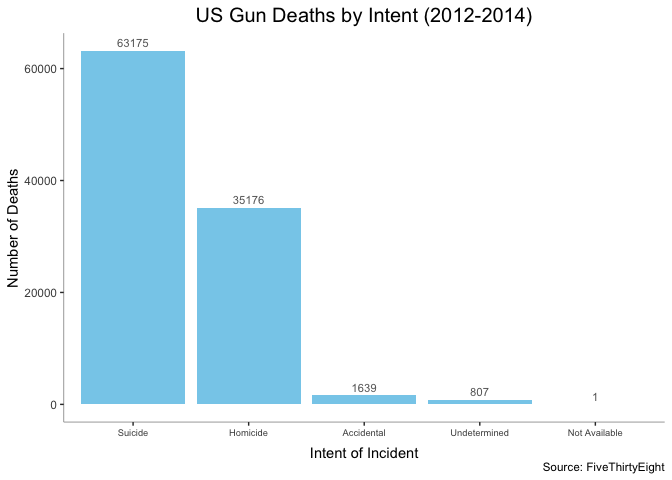 US Gun Deaths by Intent (2012-2014)
63175
60000
35176
40000
Number of Deaths
20000
1639
807
1
0
Suicide
Homicide
Accidental
Undetermined
Not Available
Intent of Incident
Source: FiveThirtyEight